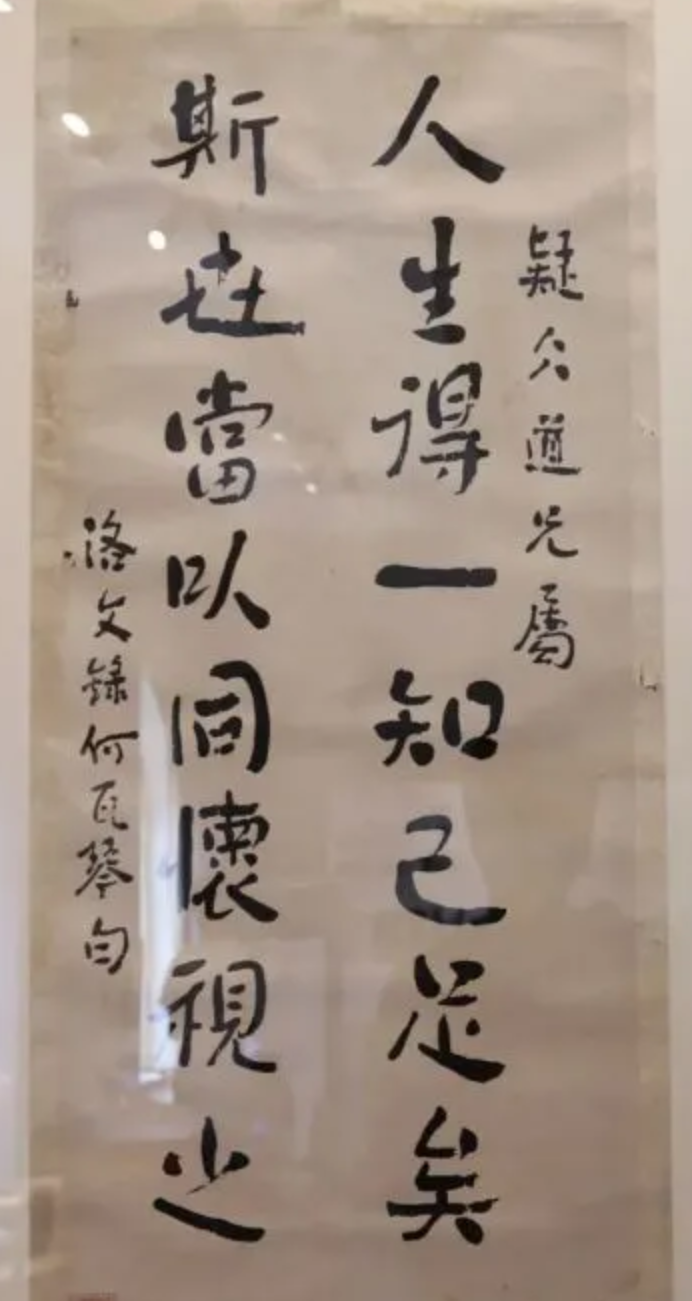 疑仌道兄屬
人生得一知己足矣
斯世當以同懷視之
洛文錄何瓦琴句